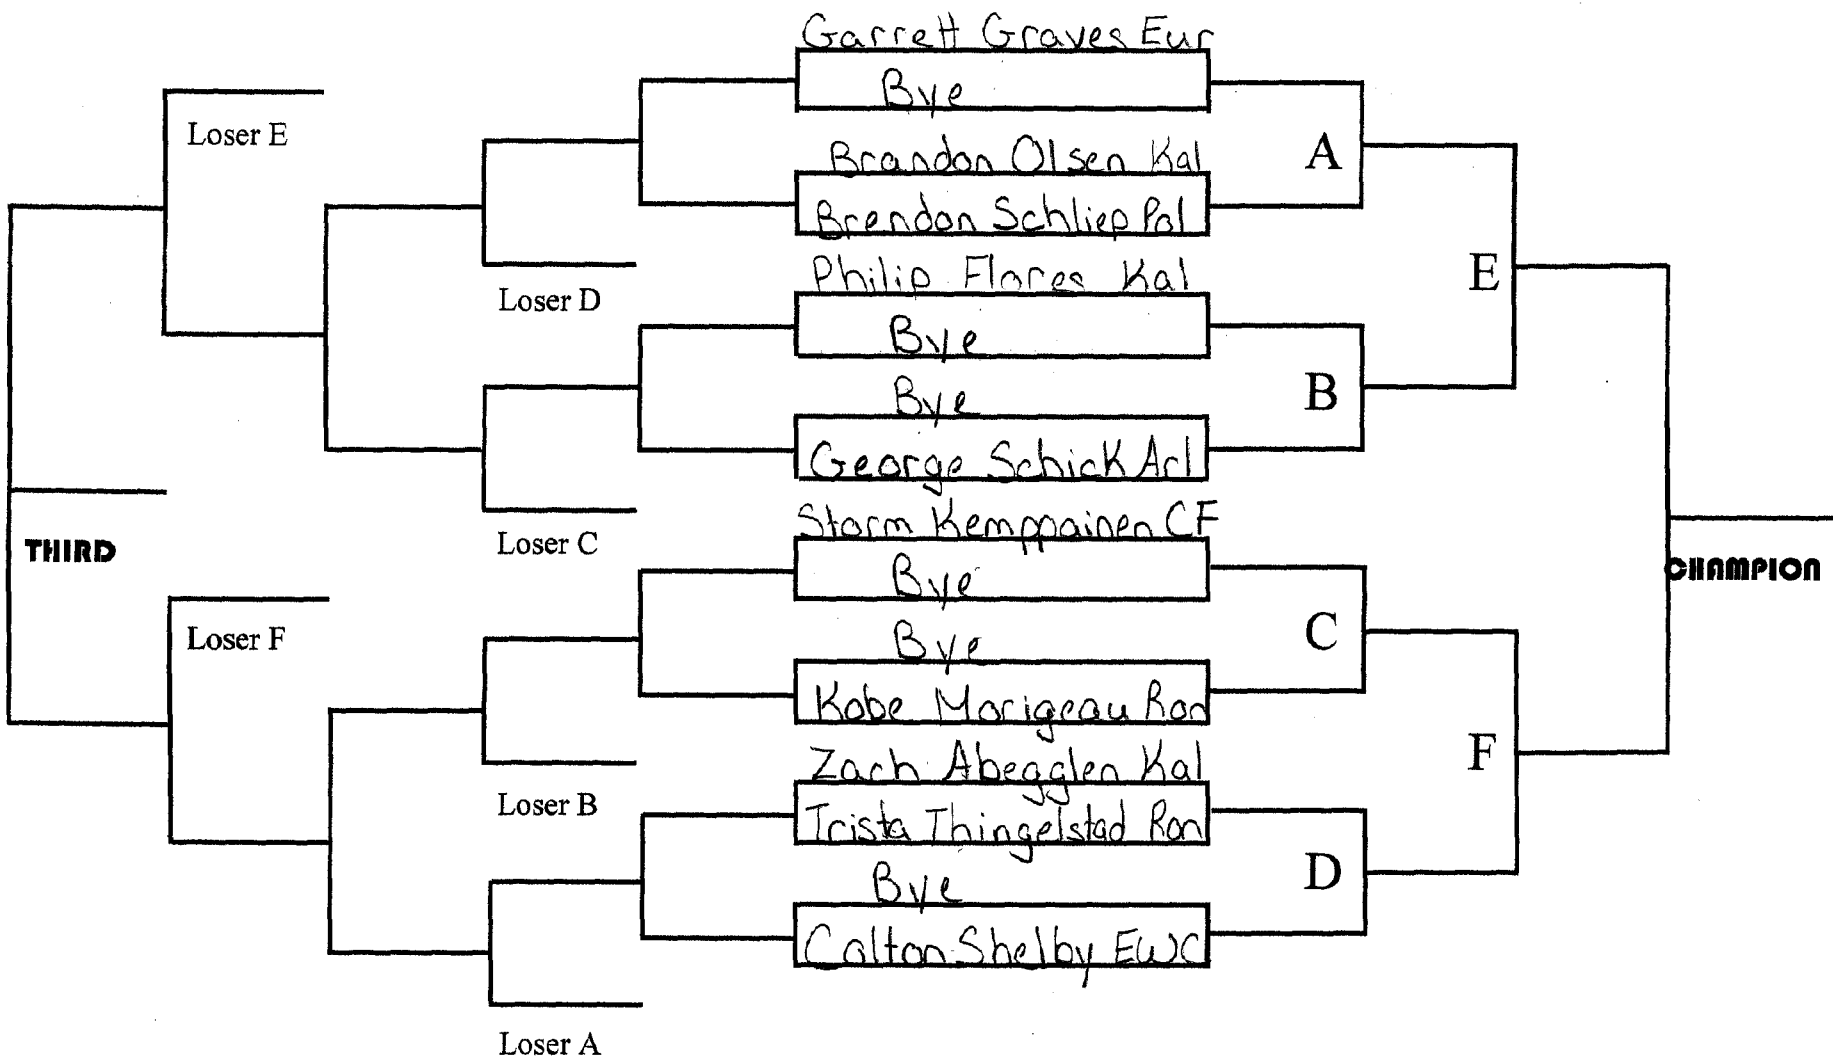 Garrett Graves Eur
Bye
Loser E
Brandon Olsen Kal
A
Brendon Schliep Pol
Philip Flores Kal
E
Loser D
Bye
Bye
B
George Schick Arl
Storm Kemppainen CF
Loser C
THIRD
Bye
CHAMPION
Loser F
Bye
C
Kobe Morigeau Ron
Zach Abegglen Kal
F
Loser B
Trista Thingelstad Ron
Bye
D
Colton Shelby EWC
Loser A